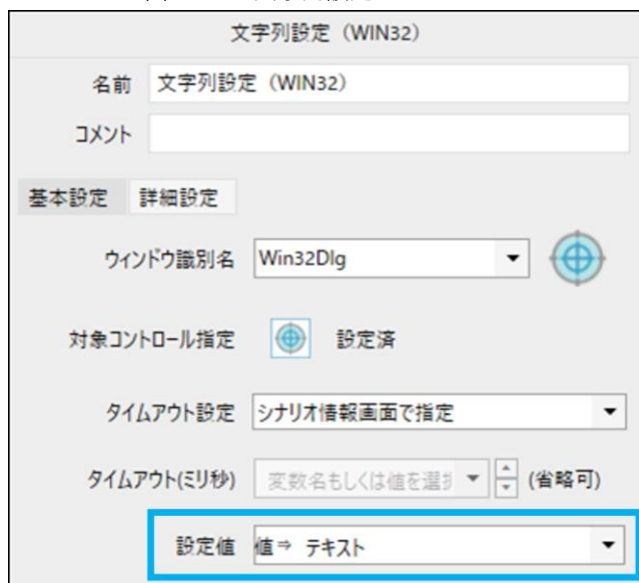 文字列設定（WIN32）
名前 文字列設定（WIN32）
コメント
基本設定 詳細設定
ウィンドウ識別名 Win32Dlg
対象コントロール指定 設定済
タイムアウト設定 シナリオ情報画面で指定
タイムアウト(ミリ秒) 変数名もしくは値を選 (省略可)
設定値 値⇒ テキスト